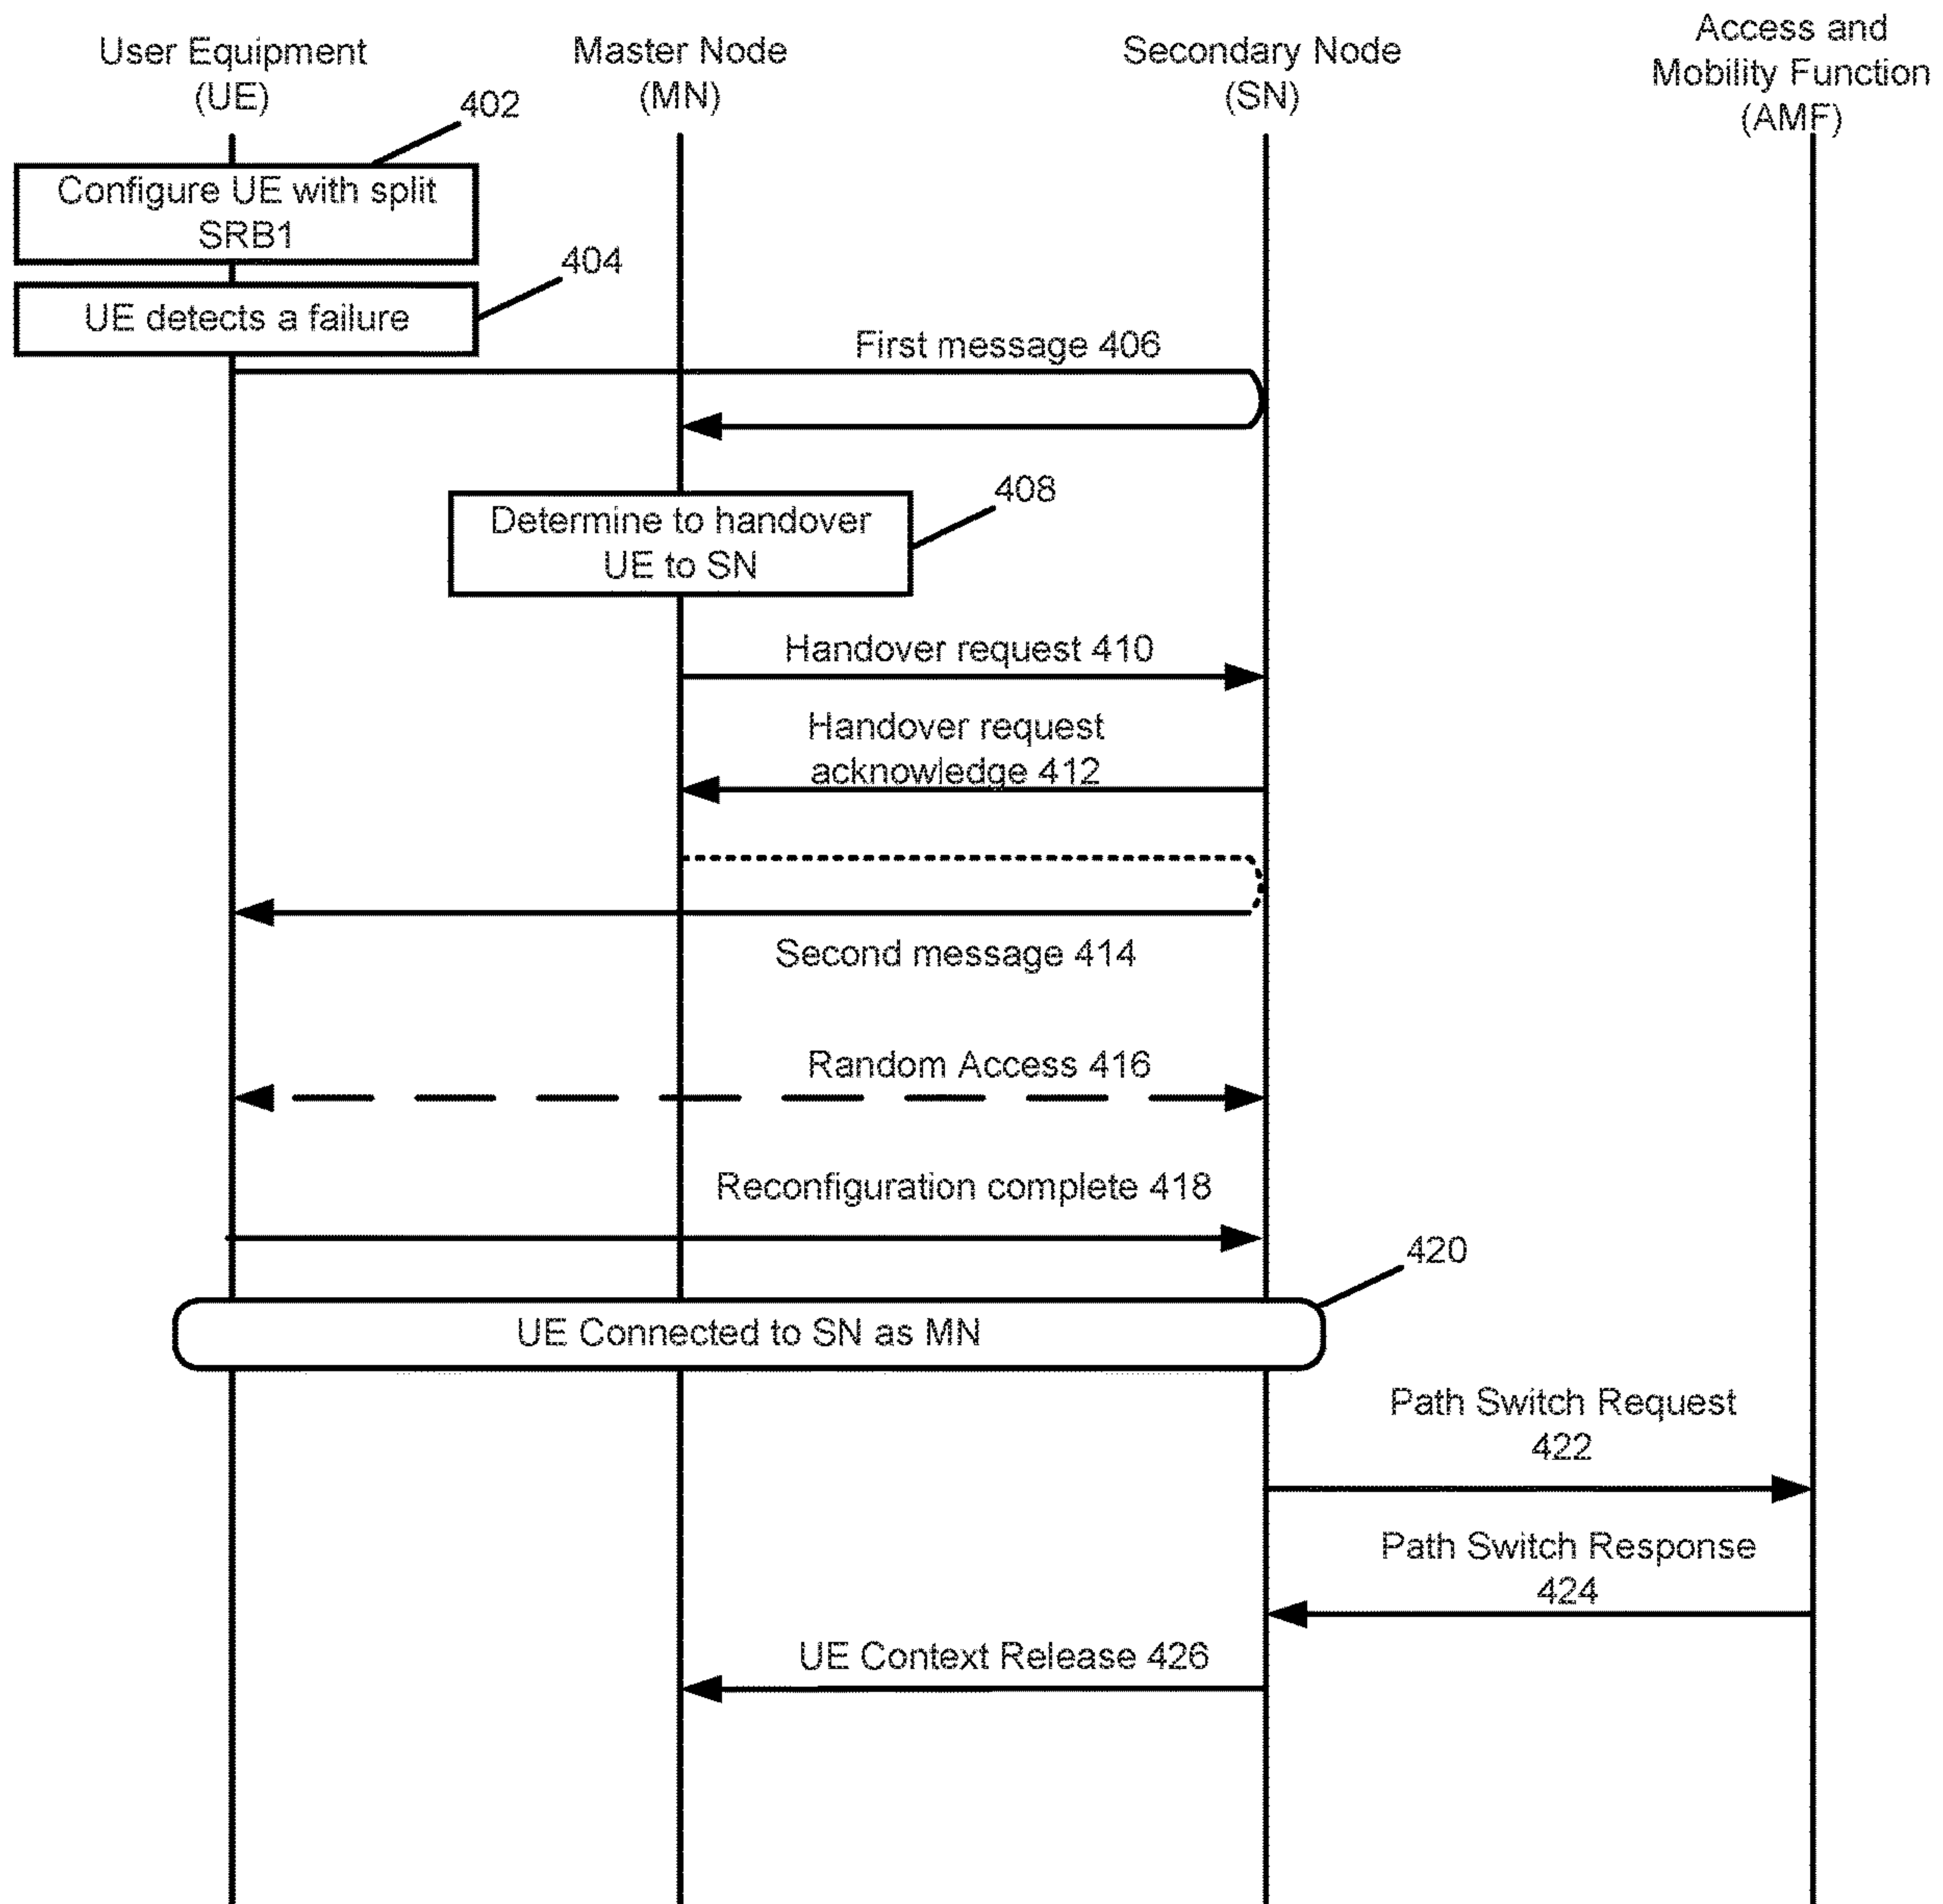 User Equipment
(UE)
Master Node
(MN)
Secondary Node
(SN)
Access and
Mobility Function
(AMF)
402
Configure UE with split
SRB1
404
UE detects a failure
First message 406
408
Determine to handover
UE to SN
Handover request 410
Handover request
acknowledge 412
Second message 414
Random Access 416
Reconfiguration complete 418
420
UE Connected to SN as MN
Path Switch Request
422
Path Switch Response
424
UE Context Release 426